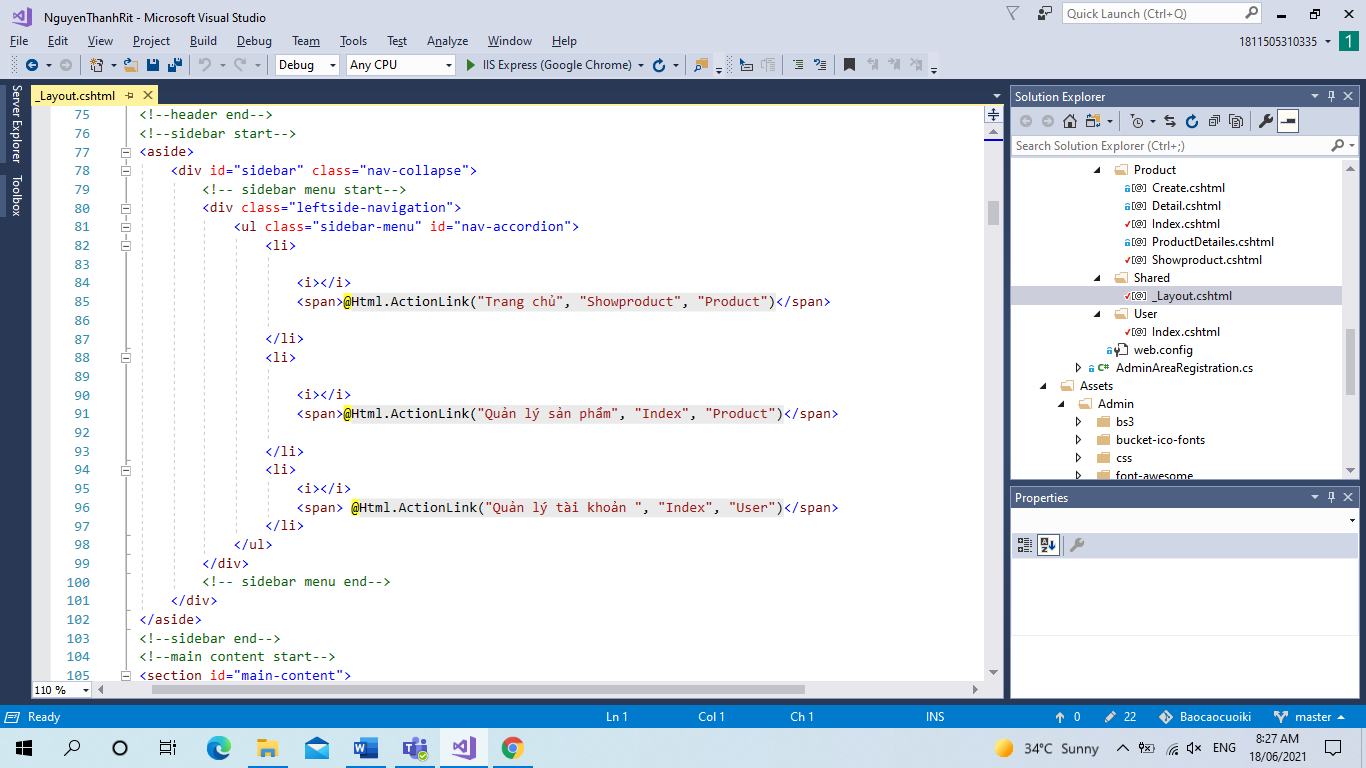 NguyenThanhRit - Microsoft Visual Studio
Quick Launch (Ctrl+Q)
File Edit View Project Build Debug Team Tools Test Analyze Window Help
1811505310335
1
Debug
Any CPU
IIS Express (Google Chrome)
Server Explorer
Toolbox
_Layout.cshtml
75 <!--header end-->
76 <!--sidebar start-->
77 <aside>
78 <div id="sidebar" class="nav-collapse">
79 <!-- sidebar menu start-->
80 <div class="leftside-navigation">
81 <ul class="sidebar-menu" id="nav-accordion">
82 <li>
83
84 <i></i>
85 <span>@Html.ActionLink("Trang chủ", "Showproduct", "Product")</span>
86
87 </li>
88 <li>
89
90 <i></i>
91 <span>@Html.ActionLink("Quản lý sản phẩm", "Index", "Product")</span>
92
93 </li>
94 <li>
95 <i></i>
96 <span> @Html.ActionLink("Quản lý tài khoản ", "Index", "User")</span>
97 </li>
98 </ul>
99 </div>
100 <!-- sidebar menu end-->
101 </div>
102 </aside>
103 <!--sidebar end-->
104 <!--main content start-->
105 <section id="main-content">
110 %
Solution Explorer
Search Solution Explorer (Ctrl+;)
Product
Create.cshtml
Detail.cshtml
Index.cshtml
ProductDetailes.cshtml
Showproduct.cshtml
Shared
_Layout.cshtml
User
Index.cshtml
web.config
C# AdminAreaRegistration.cs
Assets
Admin
bs3
bucket-ico-fonts
css
font-awesome
Properties
Ready
Ln 1
Col 1
Ch 1
INS
0
22
Baocaocuoiki
master
34°C Sunny
ENG
8:27 AM
18/06/2021